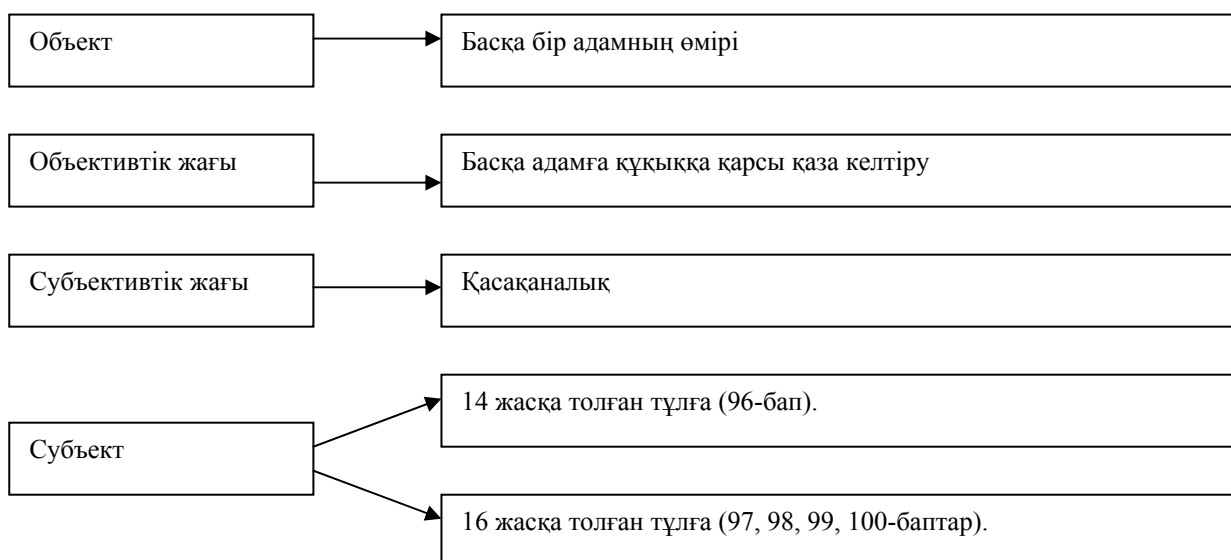 Объект
Басқа бір адамның өмірі
Объективтік жағы
Басқа адамға құқыққа қарсы қаза келтіру
Субъективтік жағы
Қасақаналық
Субъект
14 жасқа толған тұлға (96-бап).
16 жасқа толған тұлға (97, 98, 99, 100-баптар).